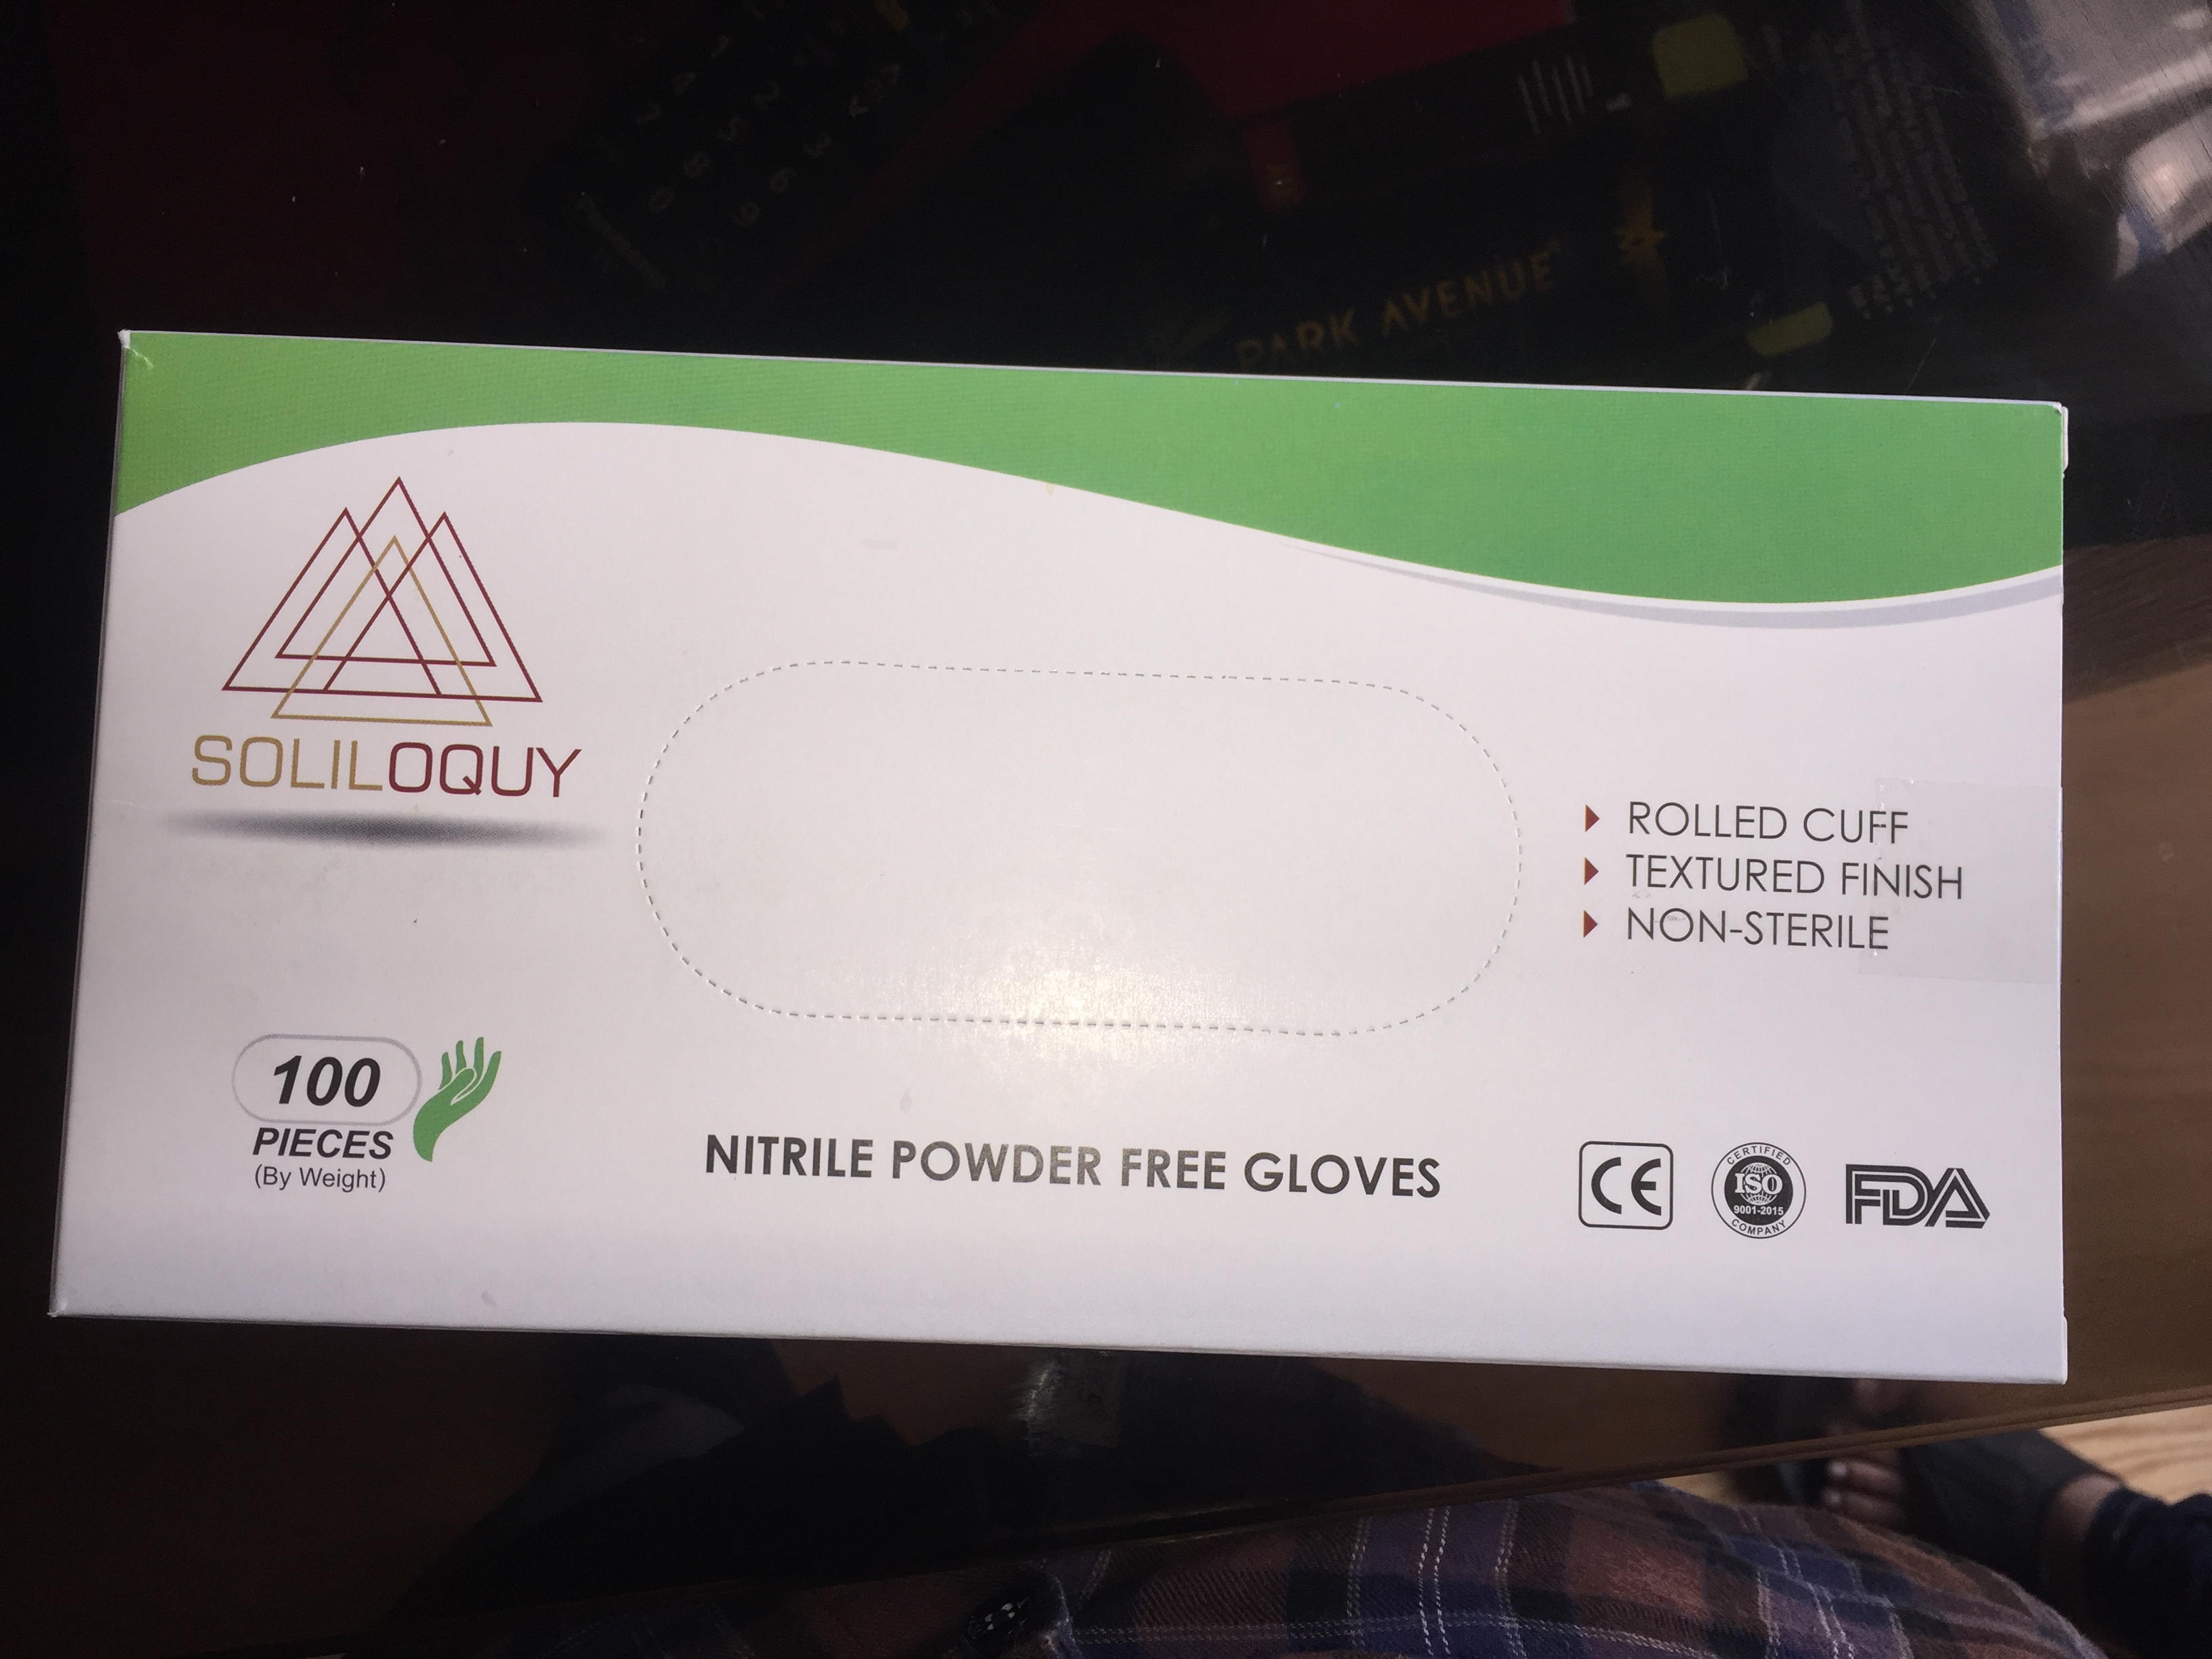 PARK AVENUE
SOLILOQUY
ROLLED CUFF
TEXTURED FINISH
NON-STERILE
100
PIECES
(By Weight)
NITRILE POWDER FREE GLOVES
CE
CERTIFIED
ISO
9001-2015
COMPANY
FDA